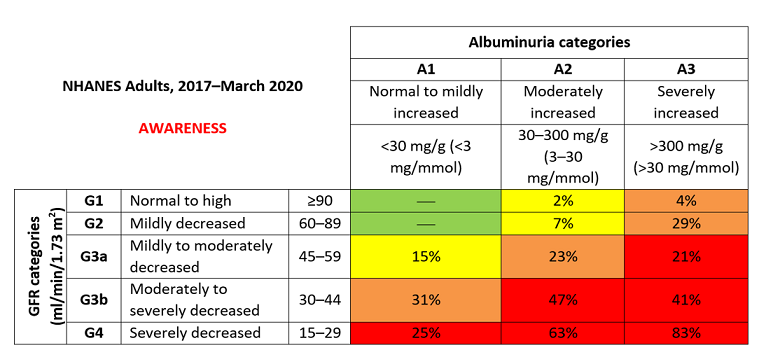 Albuminuria categories
NHANES Adults, 2017–March 2020
AWARENESS
A1
A2
A3
Normal to mildly
increased
Moderately
increased
Severely
increased
<30 mg/g (<3
mg/mmol)
30–300 mg/g
(3–30
mg/mmol)
>300 mg/g
(>30 mg/mmol)
GFR categories
(ml/min/1.73 m²)
G1 Normal to high ≥90 — 2% 4%
G2 Mildly decreased 60–89 — 7% 29%
G3a Mildly to moderately
decreased 45–59 15% 23% 21%
G3b Moderately to
severely decreased 30–44 31% 47% 41%
G4 Severely decreased 15–29 25% 63% 83%